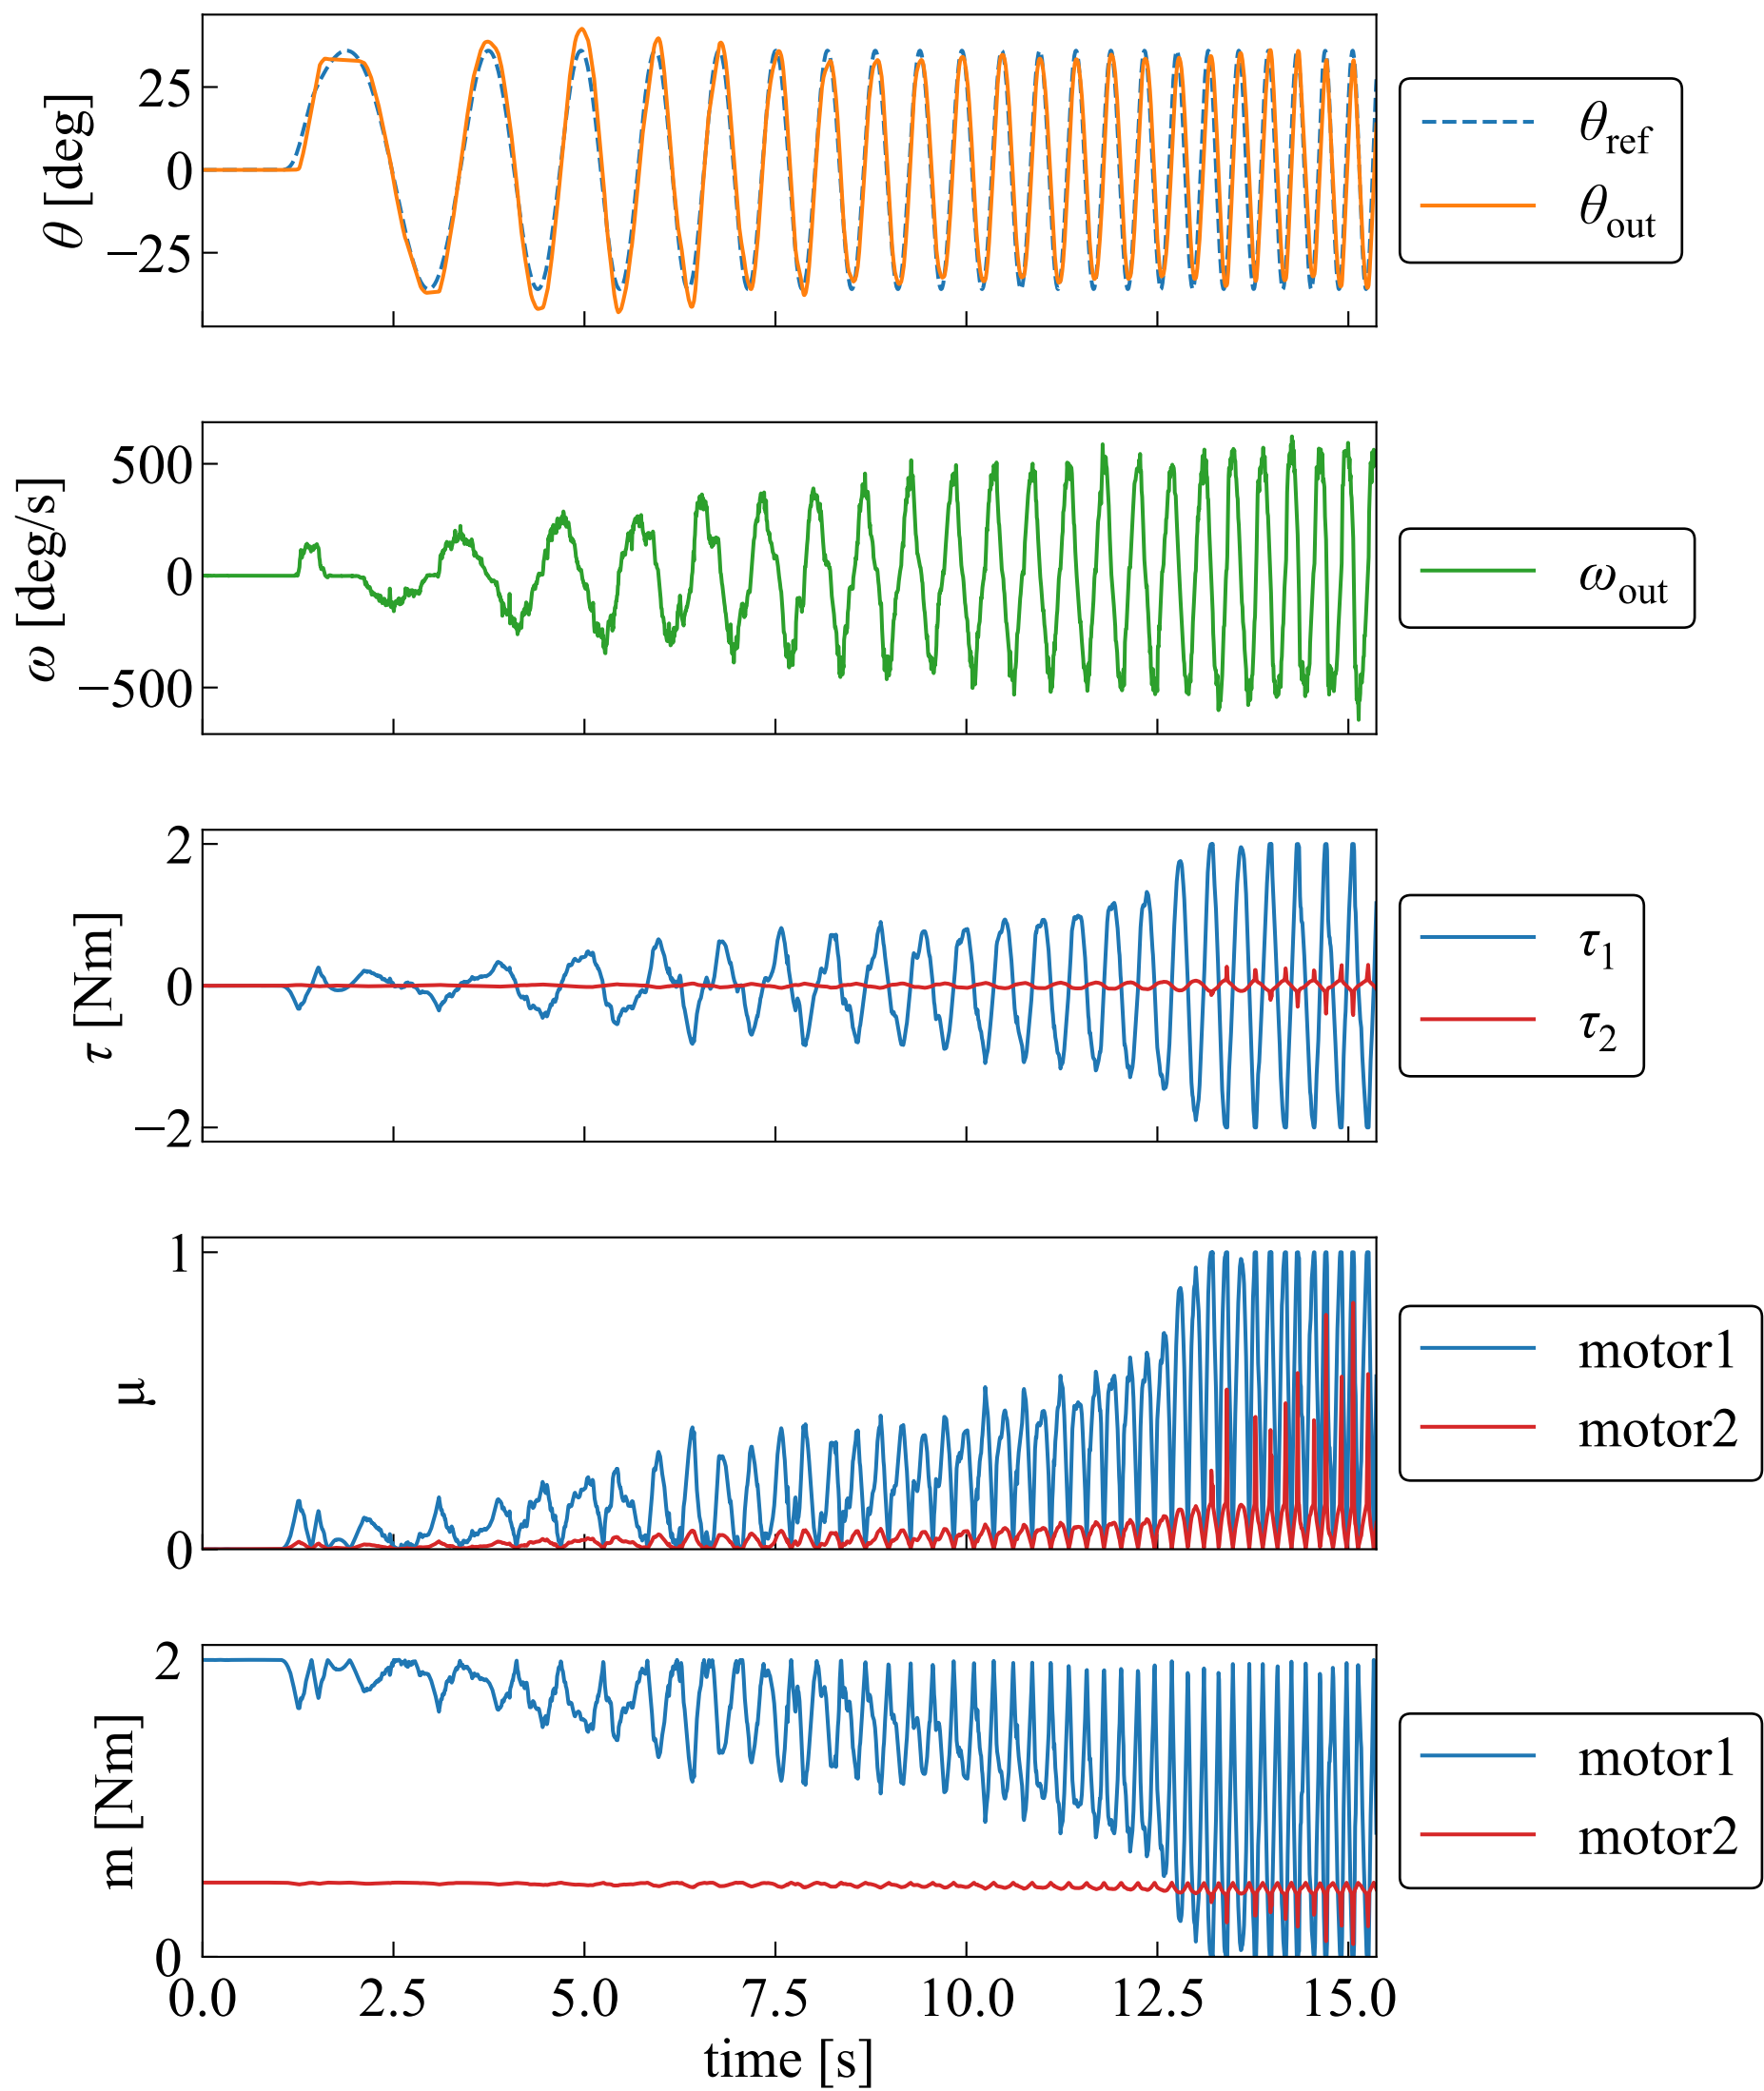 θ [deg]
25
0
−25
θref
θout
ω [deg/s]
500
0
−500
ωout
τ [Nm]
2
0
−2
τ1
τ2
μ
1
0
motor1
motor2
m [Nm]
2
0
motor1
motor2
0.0 2.5 5.0 7.5 10.0 12.5 15.0
time [s]